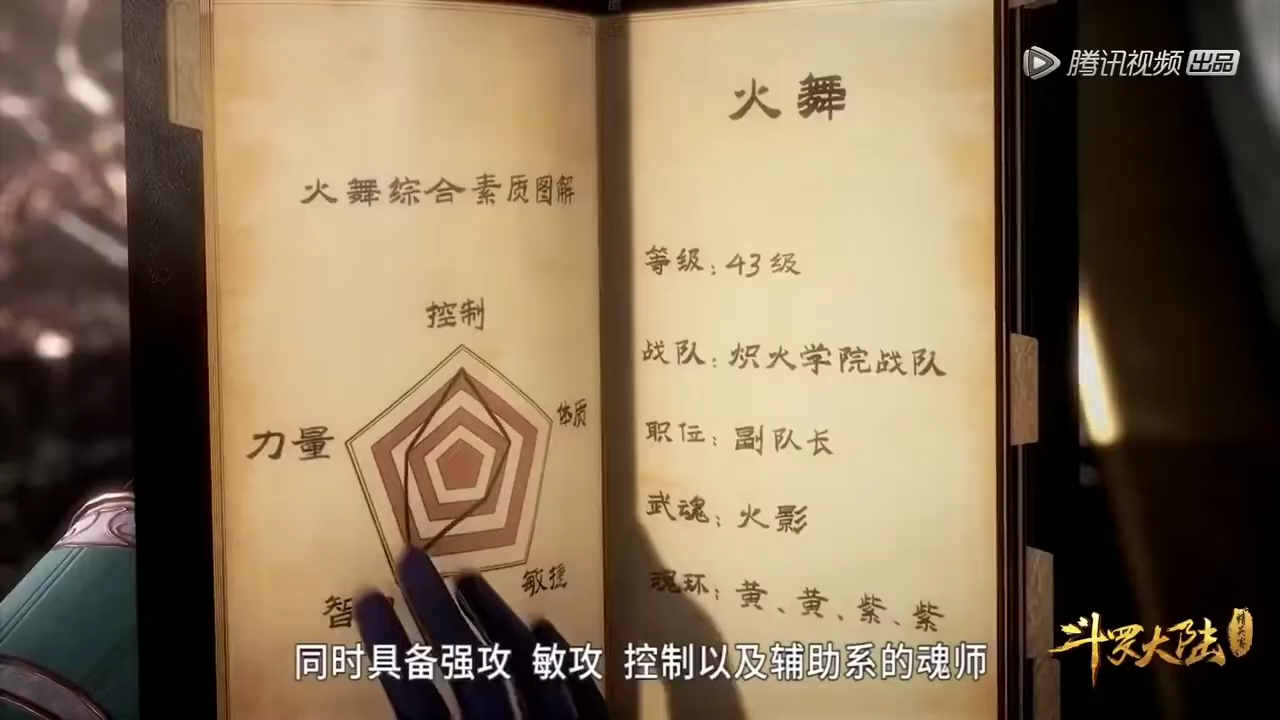 腾讯视频 出品
火舞综合素质图解
控制
体质
力量
敏捷
智
火舞
等级：43级
战队：炽火学院战队
职位：副队长
武魂：火影
魂环：黄、黄、紫、紫
同时具备强攻 敏攻 控制以及辅助系的魂师
斗罗大陆